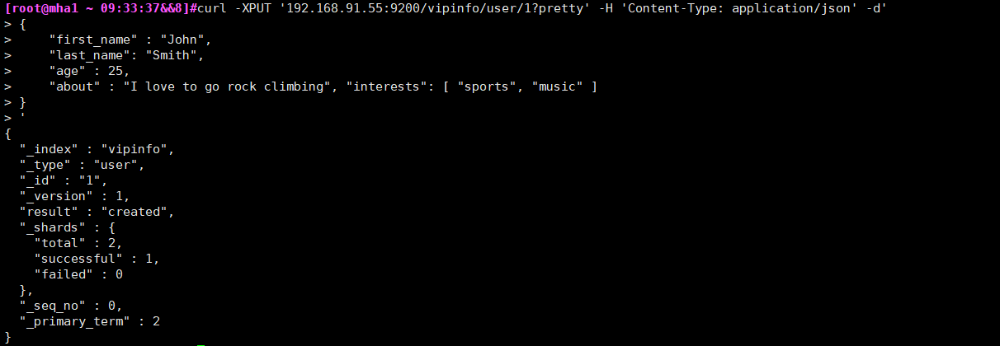 [root@mha1 ~ 09:33:37&&8]#curl -XPUT '192.168.91.55:9200/vipinfo/user/1?pretty' -H 'Content-Type: application/json' -d'
> {
>     "first_name" : "John",
>     "last_name": "Smith",
>     "age" : 25,
>     "about" : "I love to go rock climbing", "interests": [ "sports", "music" ]
> }
> '
{
  "_index" : "vipinfo",
  "_type" : "user",
  "_id" : "1",
  "_version" : 1,
  "result" : "created",
  "_shards" : {
    "total" : 2,
    "successful" : 1,
    "failed" : 0
  },
  "_seq_no" : 0,
  "_primary_term" : 2
}